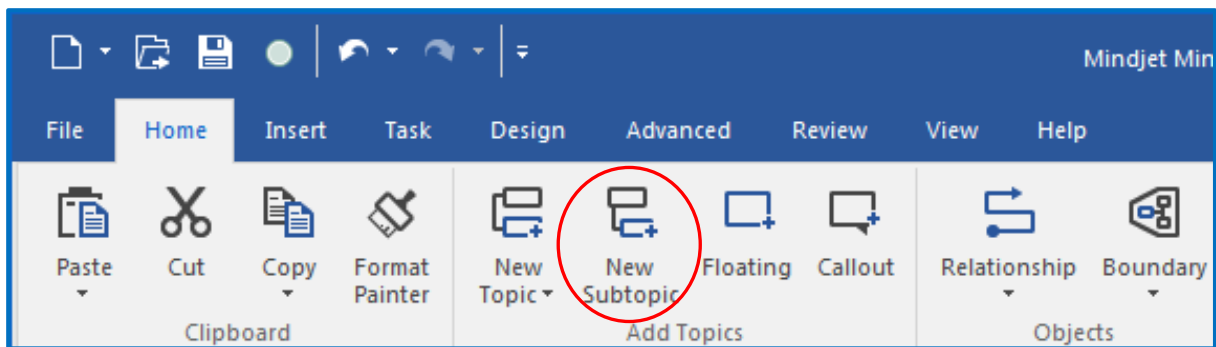 Mindjet Min
File Home Insert Task Design Advanced Review View Help
Paste Cut Copy Format Painter New Topic New Subtopic Floating Callout Relationship Boundary
Clipboard Add Topics Objects